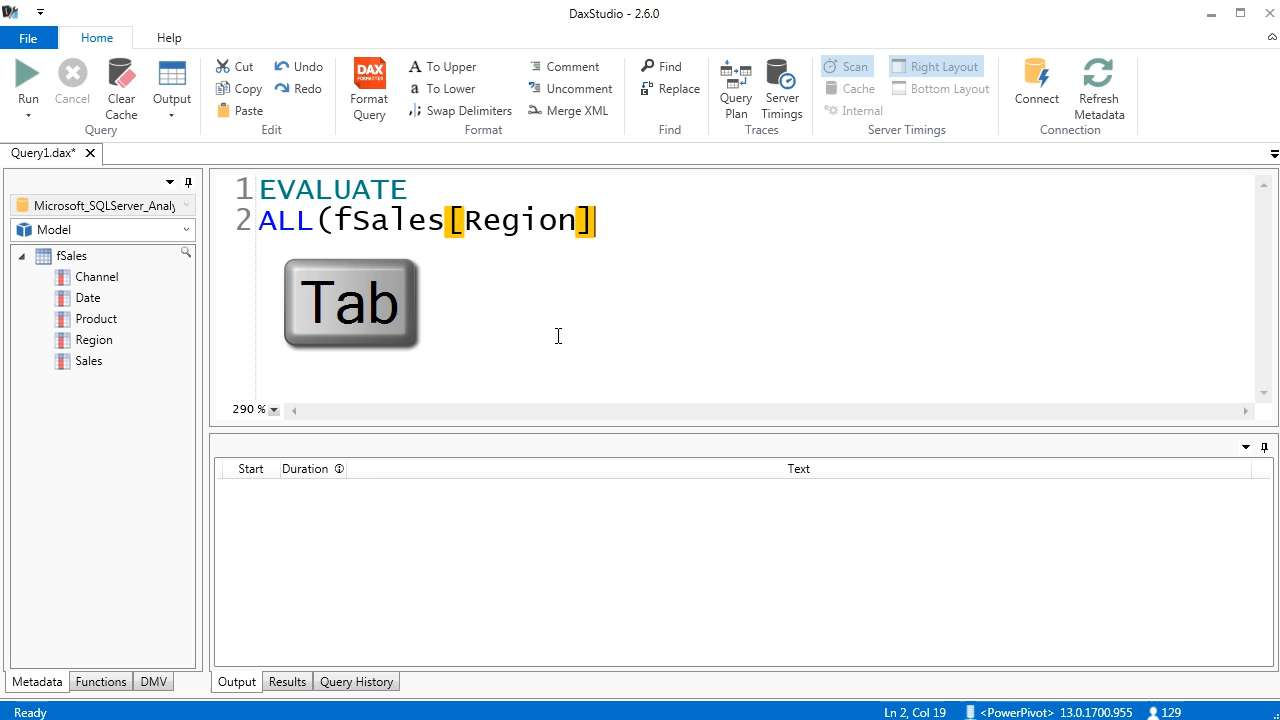 DaxStudio - 2.6.0
File Home Help
Run Cancel Clear Cache Output
Query
Cut Copy Paste Undo Redo
Edit
DAX FORMATTER Format Query
To Upper To Lower Swap Delimiters Comment Uncomment Merge XML
Format
Find Replace
Find
Query Plan Server Timings
Traces
Scan Cache Internal Right Layout Bottom Layout
Server Timings
Connect Refresh Metadata
Connection
Query1.dax*
Microsoft_SQLServer_Analy
Model
fSales
Channel
Date
Product
Region
Sales
1 EVALUATE
2 ALL(fSales[Region]
Tab
290 %
Start Duration Text
Metadata Functions DMV
Output Results Query History
Ready Ln 2, Col 19 <PowerPivot> 13.0.1700.955 129